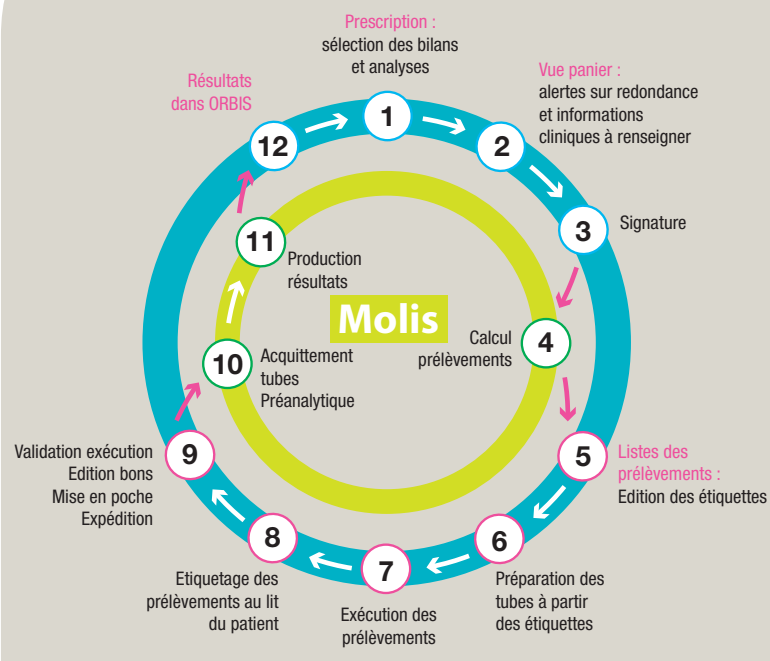 1
Prescription :
sélection des bilans
et analyses
2
Vue panier :
alertes sur redondance
et informations
cliniques à renseigner
3
Signature
4
Calcul
prélèvements
5
Listes des
prélèvements :
Edition des étiquettes
6
Préparation des
tubes à partir
des étiquettes
7
Exécution des
prélèvements
8
Etiquetage des
prélèvements au lit
du patient
9
Validation exécution
Edition bons
Mise en poche
Expédition
10
Acquittement
tubes
Préanalytique
11
Production
résultats
12
Résultats
dans ORBIS
Molis